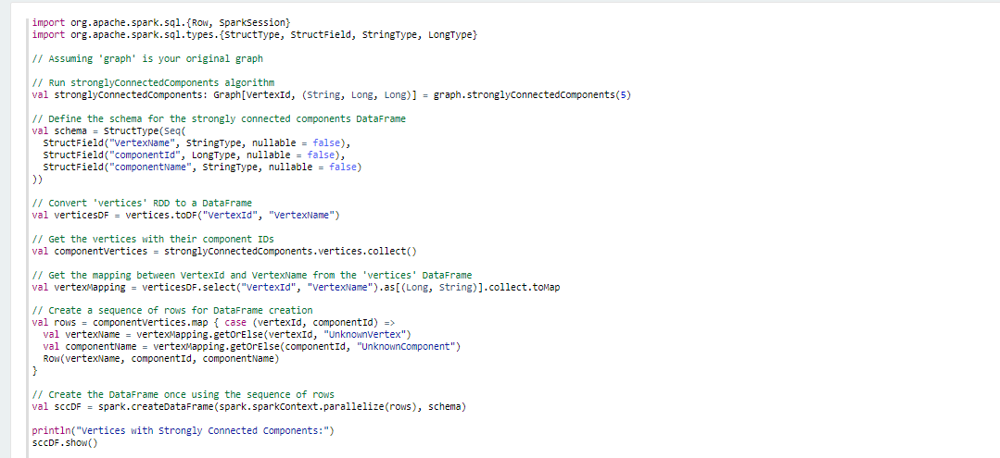 import org.apache.spark.sql.{Row, SparkSession}
import org.apache.spark.sql.types.{StructType, StructField, StringType, LongType}

// Assuming 'graph' is your original graph

// Run stronglyConnectedComponents algorithm
val stronglyConnectedComponents: Graph[VertexId, (String, Long, Long)] = graph.stronglyConnectedComponents(5)

// Define the schema for the strongly connected components DataFrame
val schema = StructType(Seq(
  StructField("VertexName", StringType, nullable = false),
  StructField("componentId", LongType, nullable = false),
  StructField("componentName", StringType, nullable = false)
))

// Convert 'vertices' RDD to a DataFrame
val verticesDF = vertices.toDF("VertexId", "VertexName")

// Get the vertices with their component IDs
val componentVertices = stronglyConnectedComponents.vertices.collect()

// Get the mapping between VertexId and VertexName from the 'vertices' DataFrame
val vertexMapping = verticesDF.select("VertexId", "VertexName").as[(Long, String)].collect.toMap

// Create a sequence of rows for DataFrame creation
val rows = componentVertices.map { case (vertexId, componentId) =>
  val vertexName = vertexMapping.getOrElse(vertexId, "UnknownVertex")
  val componentName = vertexMapping.getOrElse(componentId, "UnknownComponent")
  Row(vertexName, componentId, componentName)
}

// Create the DataFrame once using the sequence of rows
val sccDF = spark.createDataFrame(spark.sparkContext.parallelize(rows), schema)

println("Vertices with Strongly Connected Components:")
sccDF.show()